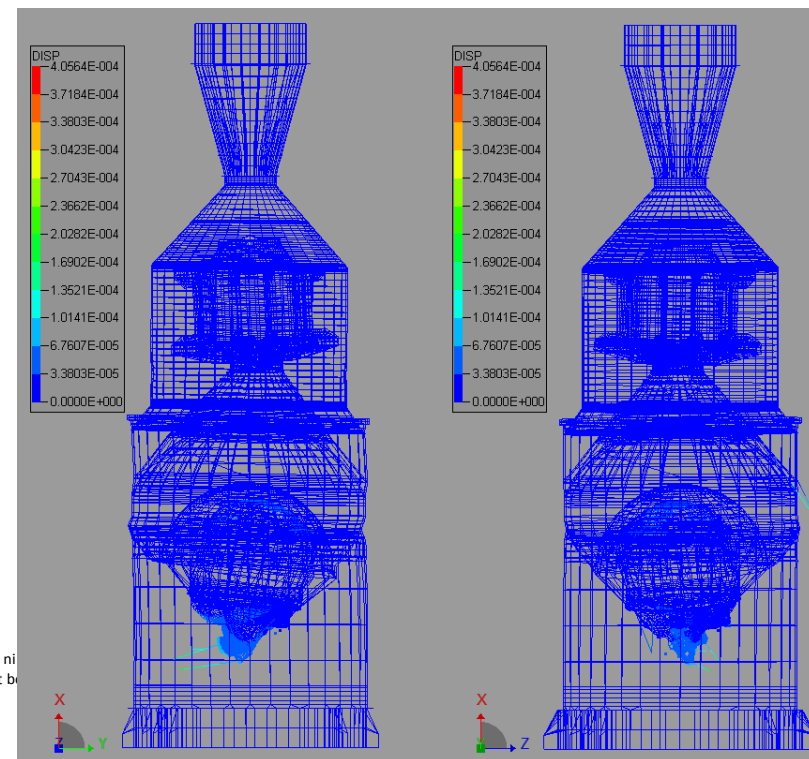 DISP
4.0564E-004
3.7184E-004
3.3803E-004
3.0423E-004
2.7043E-004
2.3662E-004
2.0282E-004
1.6902E-004
1.3521E-004
1.0141E-004
6.7607E-005
3.3803E-005
0.0000E+000
DISP
4.0564E-004
3.7184E-004
3.3803E-004
3.0423E-004
2.7043E-004
2.3662E-004
2.0282E-004
1.6902E-004
1.3521E-004
1.0141E-004
6.7607E-005
3.3803E-005
0.0000E+000
ni
X
Z Y
X
Y Z